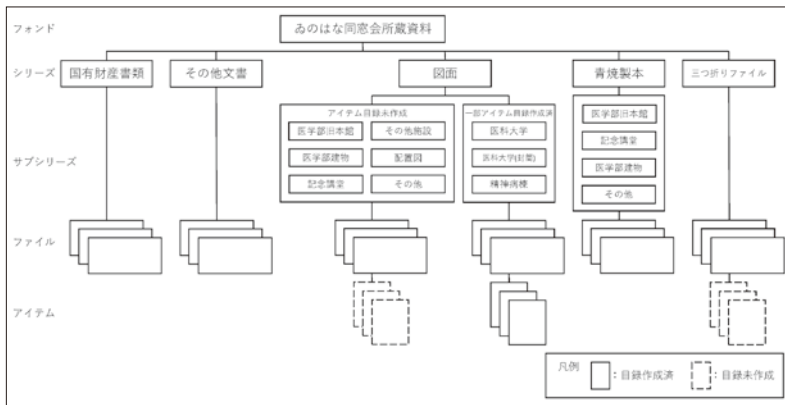 フォンド
ゐのはな同窓会所蔵資料
シリーズ
国有財産書類
その他文書
図面
青焼製本
三つ折りファイル
サブシリーズ
アイテム目録未作成
医学部旧本館
その他施設
医学部建物
配置図
記念講堂
その他
一部アイテム目録作成済
医科大学
医科大学(封筒)
精神病棟
医学部旧本館
記念講堂
医学部建物
その他
ファイル
アイテム
凡例
：目録作成済
：目録未作成